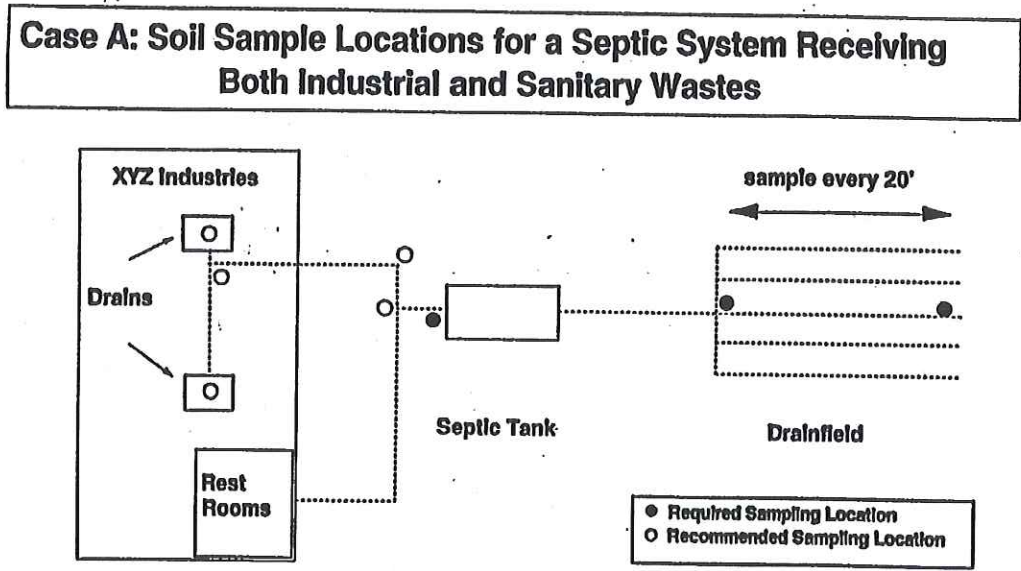 Case A: Soil Sample Locations for a Septic System Receiving
Both Industrial and Sanitary Wastes
XYZ Industries
sample every 20'
Drains
Septic Tank
Drainfield
Rest
Rooms
Required Sampling Location
Recommended Sampling Location